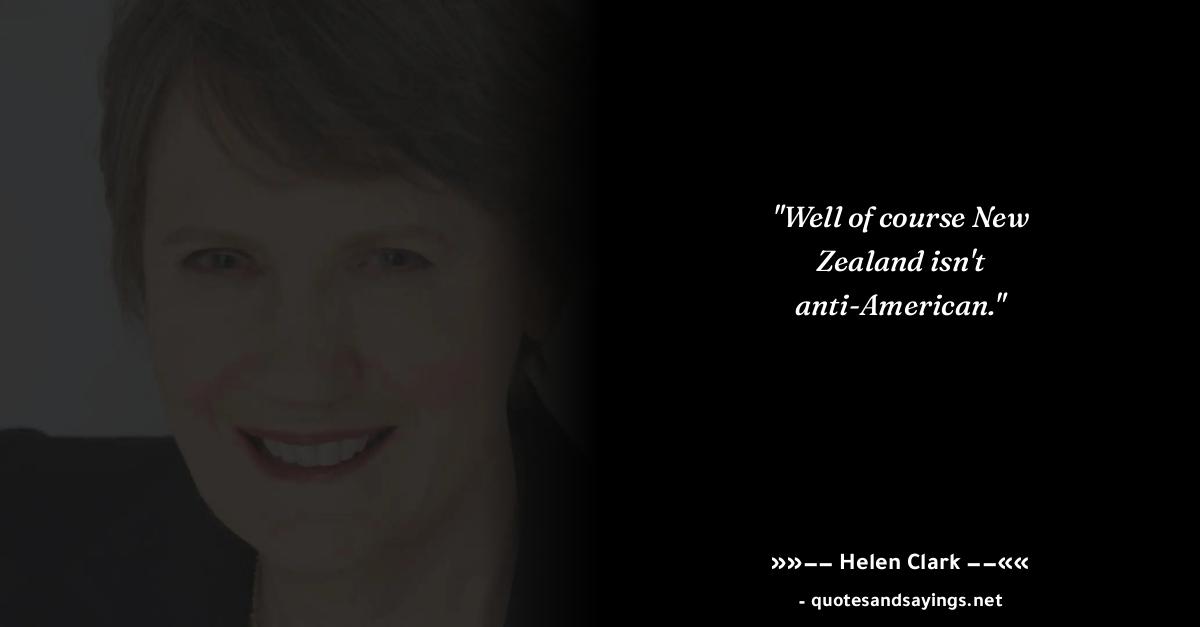 "Well of course New
Zealand isn't
anti-American."
»»−− Helen Clark −−««
- quotesandsayings.net